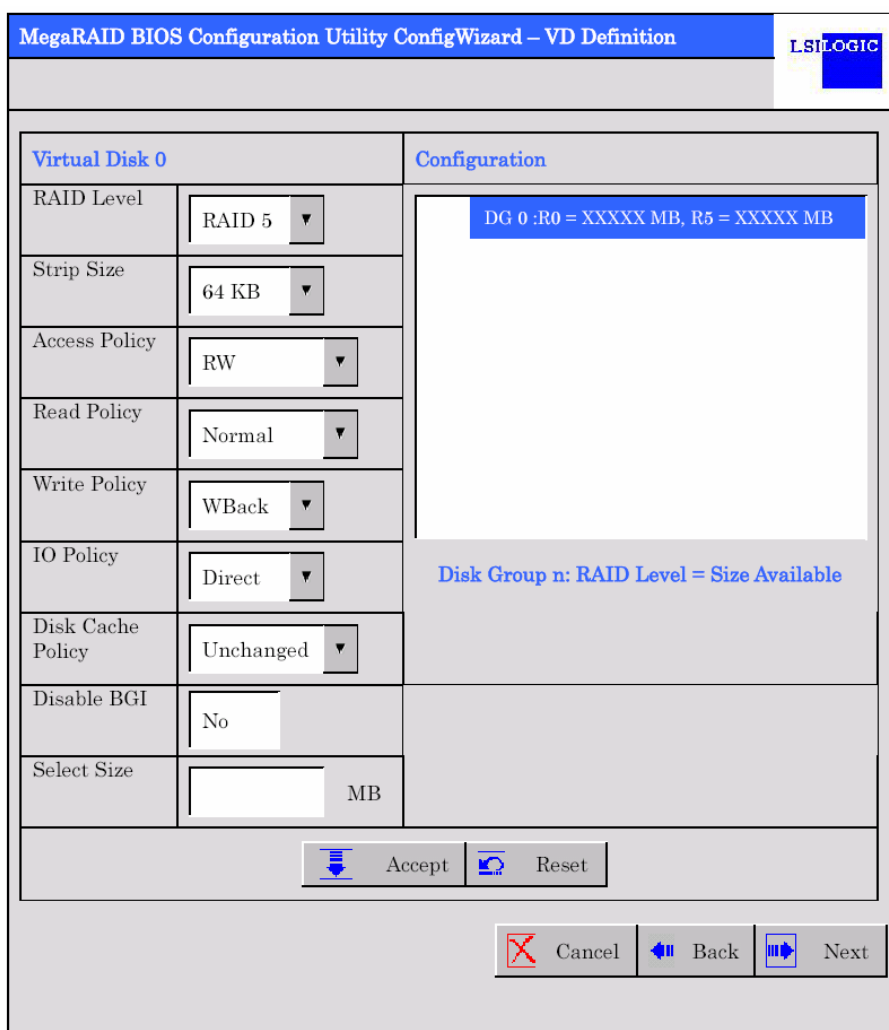 MegaRAID BIOS Configuration Utility ConfigWizard – VD Definition
LSI LOGIC
Virtual Disk 0
Configuration
RAID Level
RAID 5
DG 0 :R0 = XXXXX MB, R5 = XXXXX MB
Strip Size
64 KB
Access Policy
RW
Read Policy
Normal
Write Policy
WBack
IO Policy
Direct
Disk Group n: RAID Level = Size Available
Disk Cache
Policy
Unchanged
Disable BGI
No
Select Size
MB
Accept
Reset
Cancel
Back
Next